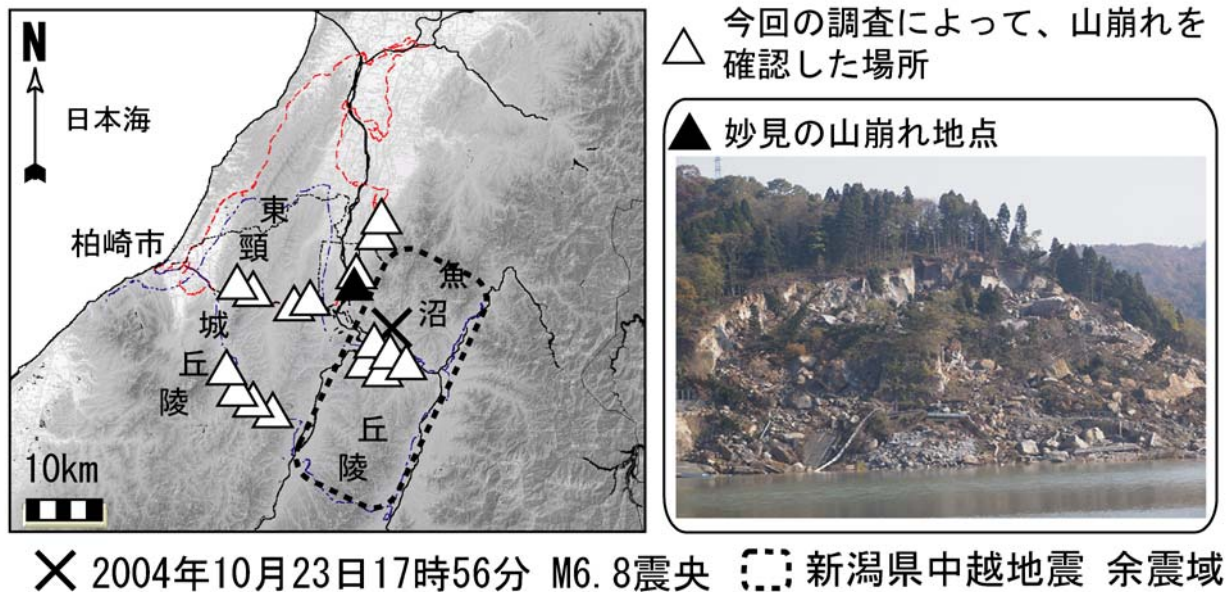 N
日本海
柏崎市
東
頸
城
丘
陵
魚
沼
丘
陵
10km
今回の調査によって、山崩れを
確認した場所
妙見の山崩れ地点
2004年10月23日17時56分 M6.8震央
新潟県中越地震 余震域